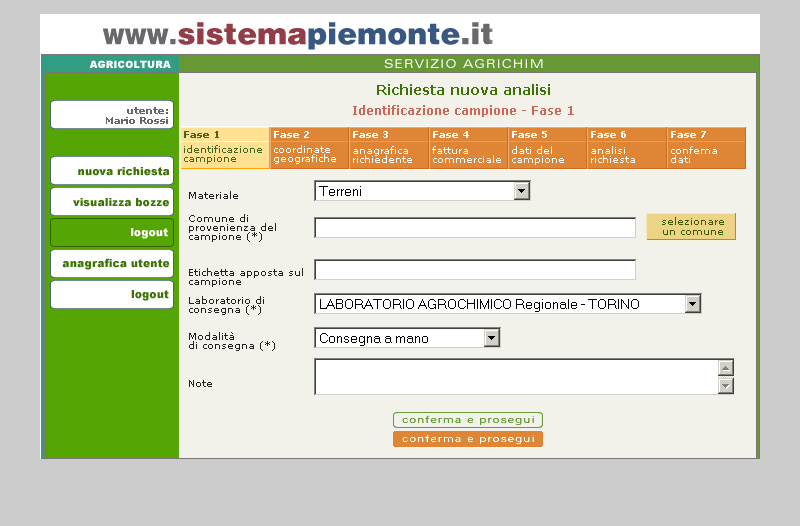 www.sistemapiemonte.it
AGRICOLTURA
SERVIZIO AGRICHIM
utente:
Mario Rossi
nuova richiesta
visualizza bozze
logout
anagrafica utente
logout
Richiesta nuova analisi
Identificazione campione - Fase 1
Fase 1
identificazione
campione
Fase 2
coordinate
geografiche
Fase 3
anagrafica
richiedente
Fase 4
fattura
commerciale
Fase 5
dati del
campione
Fase 6
analisi
richiesta
Fase 7
confema
dati
Materiale
Terreni
Comune di
provenienza del
campione (*)
selezionare
un comune
Etichetta apposta sul
campione
Laboratorio di
consegna (*)
LABORATORIO AGROCHIMICO Regionale - TORINO
Modalità
di consegna (*)
Consegna a mano
Note
conferma e prosegui
conferma e prosegui